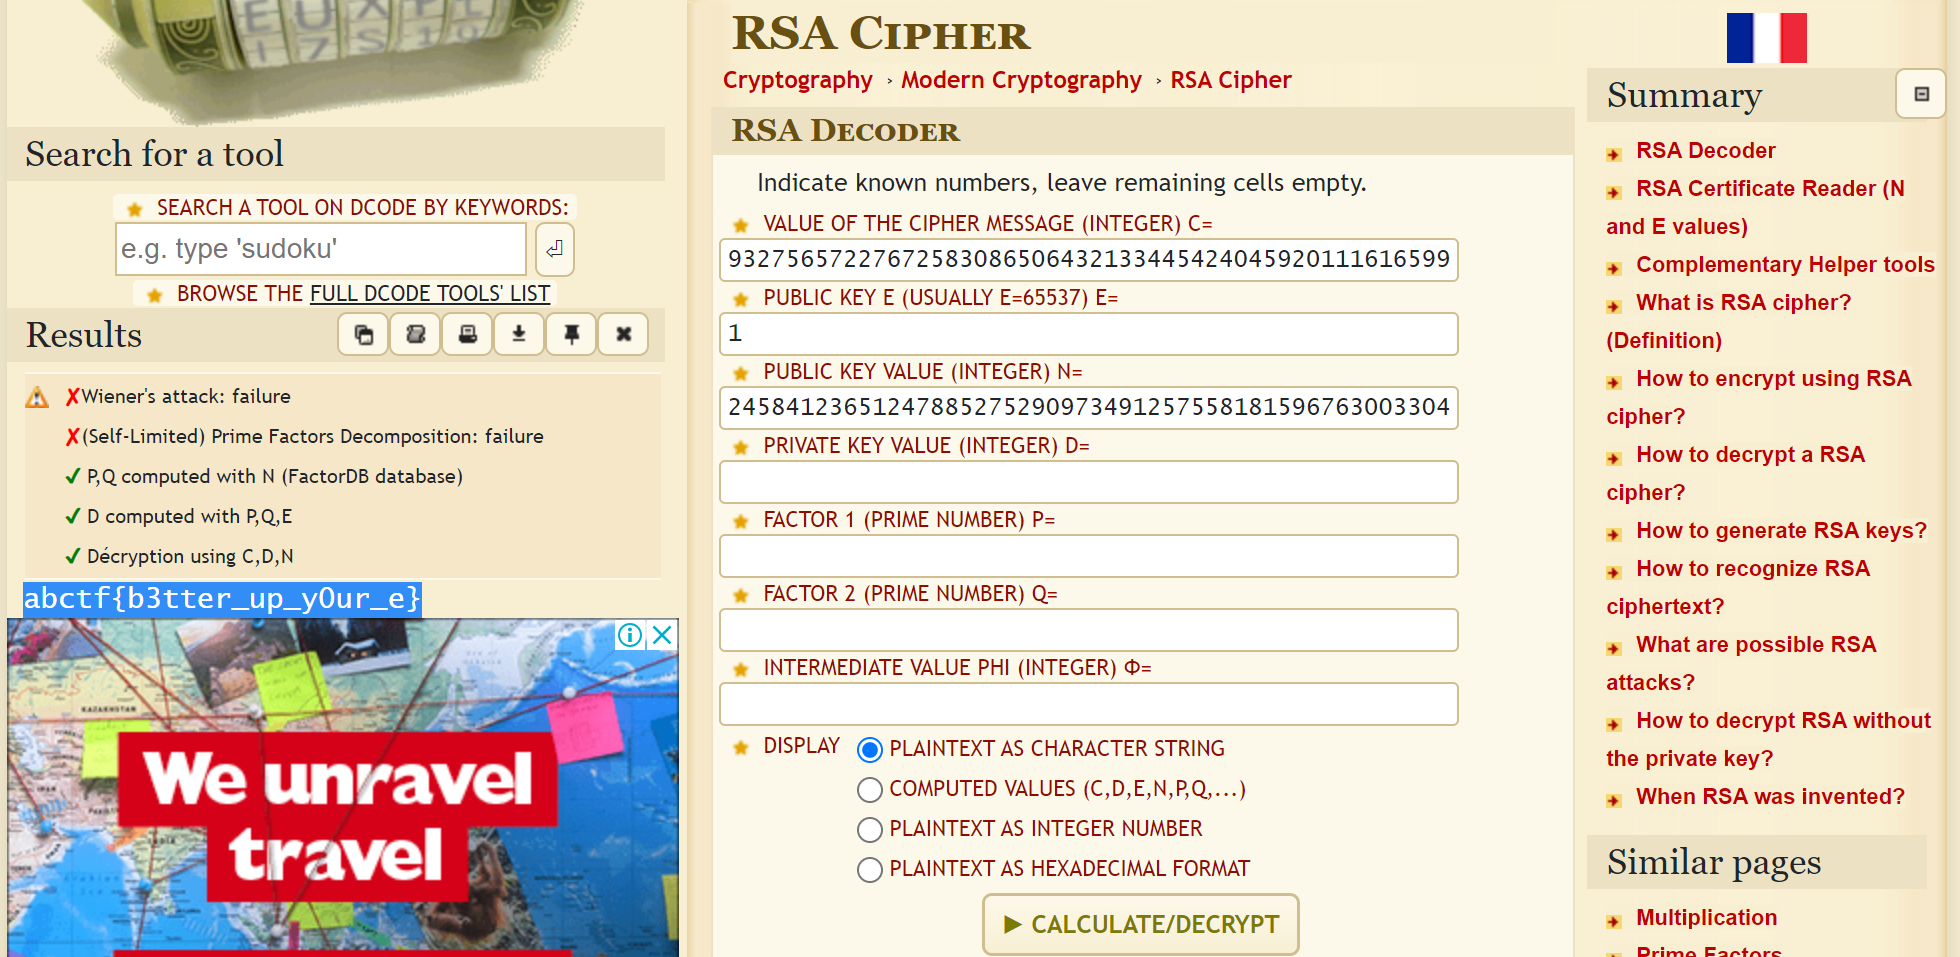 EUXPL
Search for a tool
SEARCH A TOOL ON DCODE BY KEYWORDS:
e.g. type 'sudoku'
BROWSE THE FULL DCODE TOOLS' LIST
Results
Wiener's attack: failure
(Self-Limited) Prime Factors Decomposition: failure
P,Q computed with N (FactorDB database)
D computed with P,Q,E
Décryption using C,D,N
abctf{b3tter_up_y0ur_e}
KAZAKHSTAN
INDIA
We unravel
travel
RSA Cipher
Cryptography › Modern Cryptography › RSA Cipher
RSA Decoder
Indicate known numbers, leave remaining cells empty.
VALUE OF THE CIPHER MESSAGE (INTEGER) C=
9327565722767258308650643213344542404592011161​6599
PUBLIC KEY E (USUALLY E=65537) E=
1
PUBLIC KEY VALUE (INTEGER) N=
24584123651247885275290973491257558181596763003304
PRIVATE KEY VALUE (INTEGER) D=
FACTOR 1 (PRIME NUMBER) P=
FACTOR 2 (PRIME NUMBER) Q=
INTERMEDIATE VALUE PHI (INTEGER) Φ=
DISPLAY
PLAINTEXT AS CHARACTER STRING
COMPUTED VALUES (C,D,E,N,P,Q,...)
PLAINTEXT AS INTEGER NUMBER
PLAINTEXT AS HEXADECIMAL FORMAT
► CALCULATE/DECRYPT
Summary
RSA Decoder
RSA Certificate Reader (N
and E values)
Complementary Helper tools
What is RSA cipher?
(Definition)
How to encrypt using RSA
cipher?
How to decrypt a RSA
cipher?
How to generate RSA keys?
How to recognize RSA
ciphertext?
What are possible RSA
attacks?
How to decrypt RSA without
the private key?
When RSA was invented?
Similar pages
Multiplication
Prime Factors